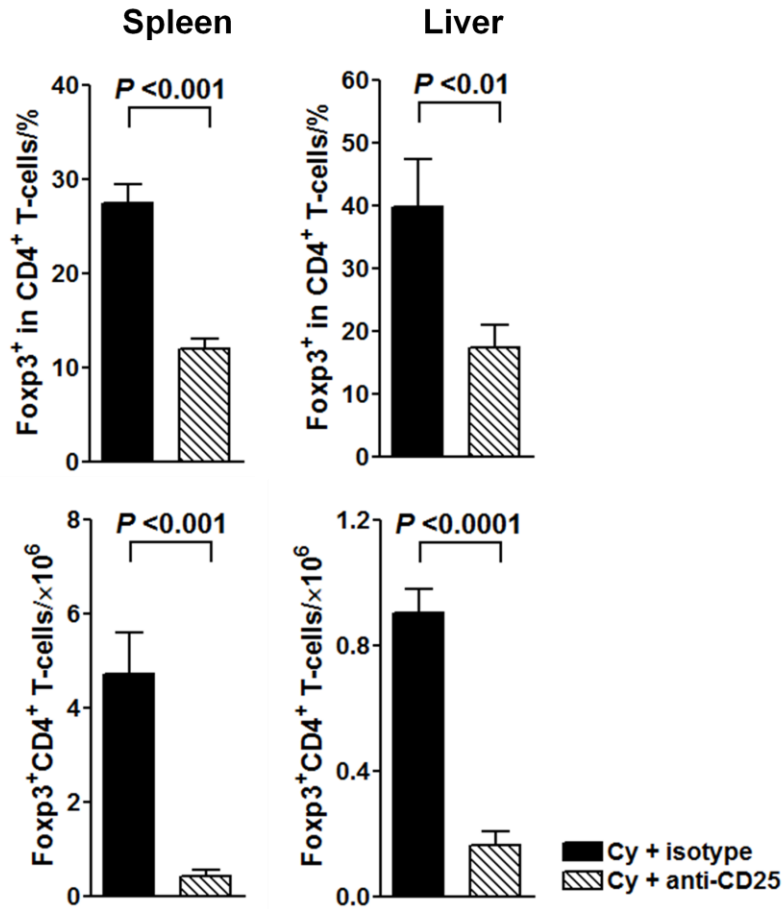 Spleen
Liver
Foxp3⁺ in CD4⁺ T-cells/%
40
30
20
10
0
P <0.001
Foxp3⁺ in CD4⁺ T-cells/%
60
50
40
30
20
10
0
P <0.01
Foxp3⁺CD4⁺ T-cells/×10⁶
8
6
4
2
0
P <0.001
Foxp3⁺CD4⁺ T-cells/×10⁶
1.2
0.8
0.4
0.0
P <0.0001
Cy + isotype
Cy + anti-CD25